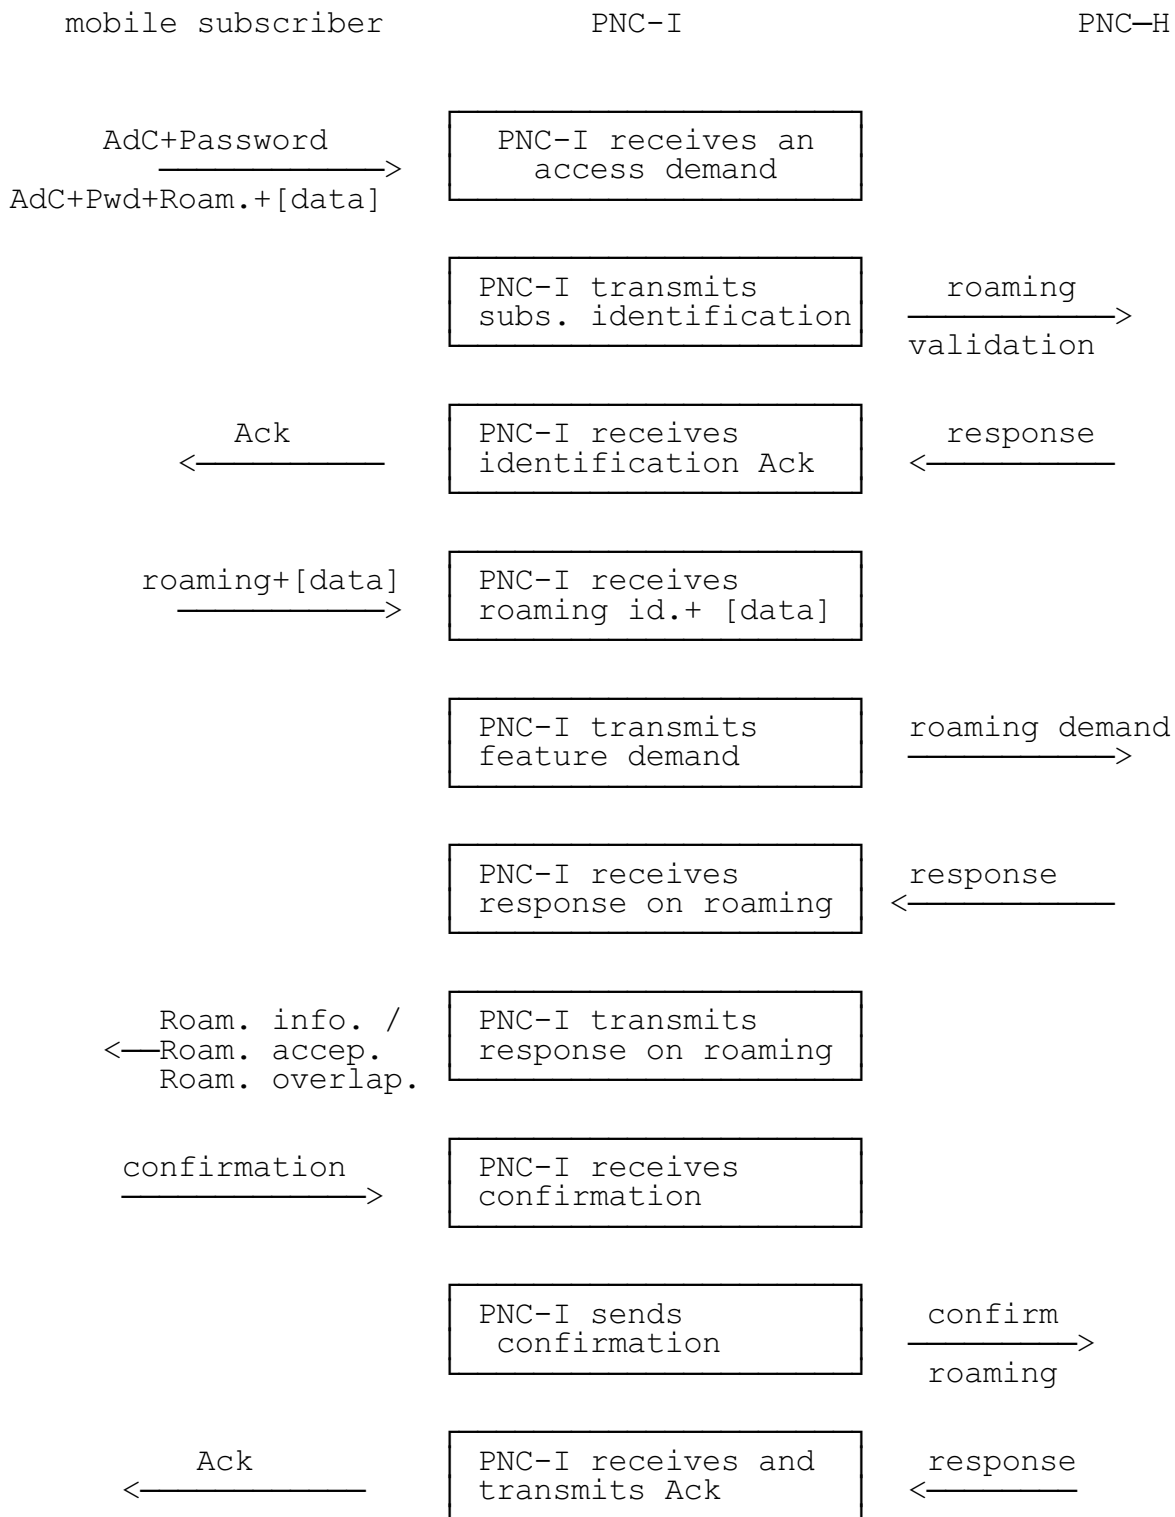 mobile subscriber PNC-I PNC-H
AdC+Password
AdC+Pwd+Roam.+[data]
PNC-I receives an
access demand
PNC-I transmits
subs. identification
roaming
validation
Ack
PNC-I receives
identification Ack
response
roaming+[data]
PNC-I receives
roaming id.+ [data]
PNC-I transmits
feature demand
roaming demand
PNC-I receives
response on roaming
response
Roam. info. /
Roam. accep.
Roam. overlap.
PNC-I transmits
response on roaming
confirmation
PNC-I receives
confirmation
PNC-I sends
confirmation
confirm
roaming
Ack
PNC-I receives and
transmits Ack
response